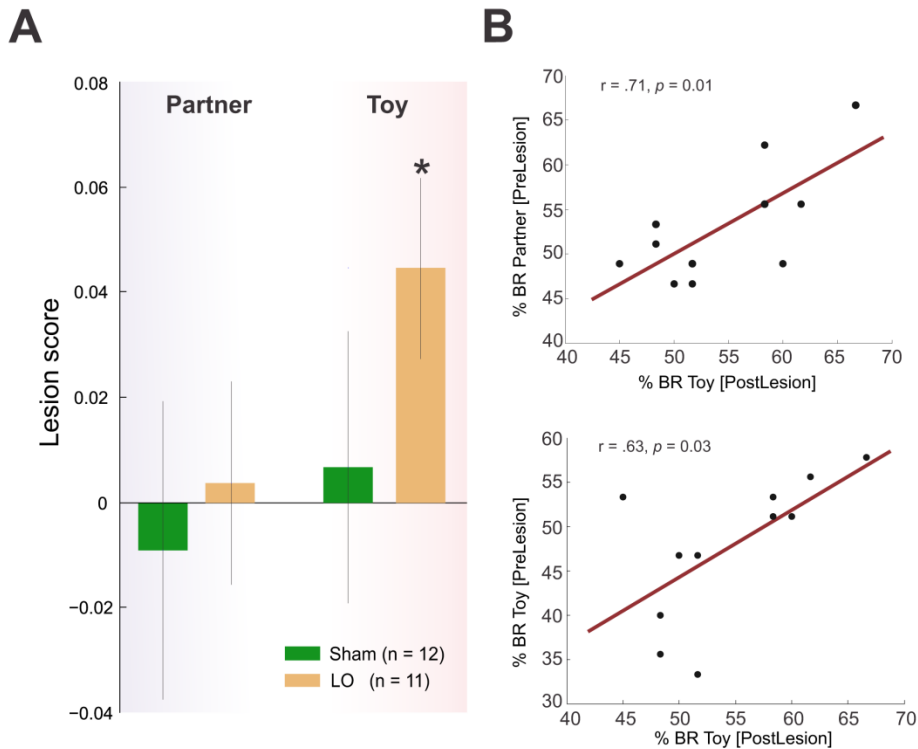 A
Partner Toy
*
0.08
0.06
0.04
0.02
0
−0.02
−0.04
Lesion score
Sham (n = 12)
LO (n = 11)
B
r = .71, p = 0.01
70
65
60
55
50
45
40
% BR Partner [PreLesion]
40 45 50 55 60 65 70
% BR Toy [PostLesion]
r = .63, p = 0.03
60
55
50
45
40
35
30
% BR Toy [PreLesion]
40 45 50 55 60 65 70
% BR Toy [PostLesion]